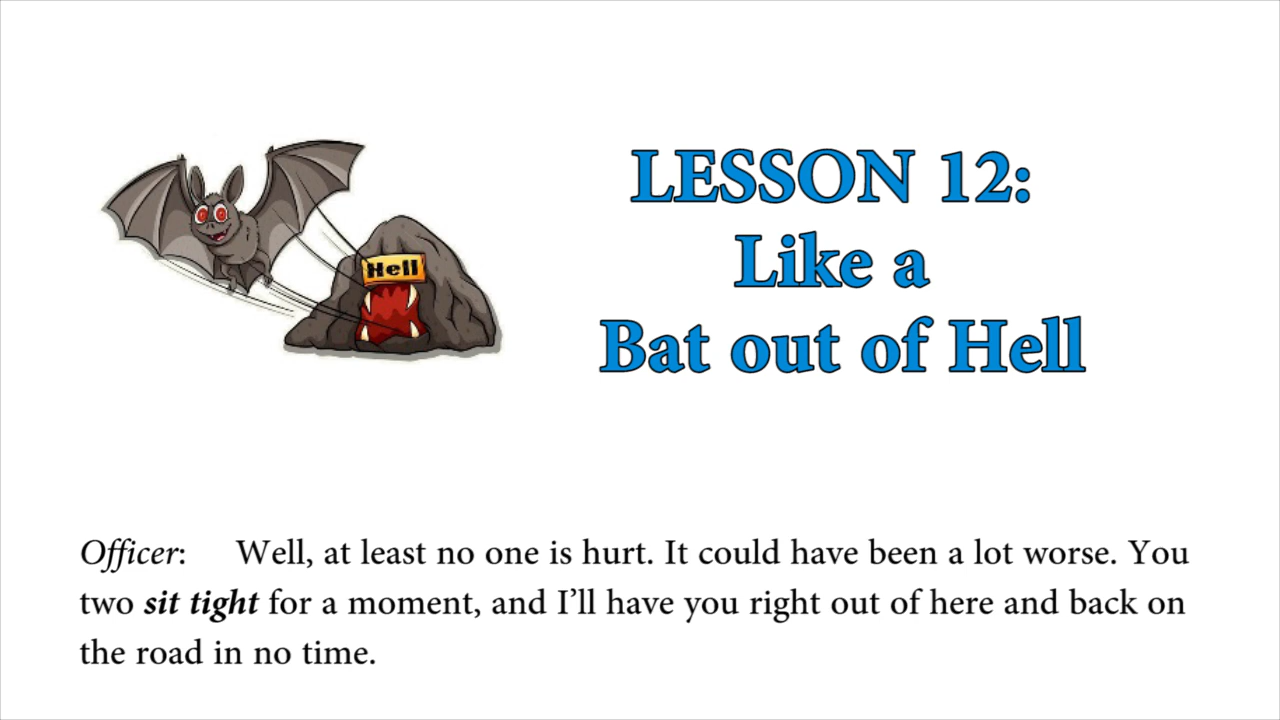 LESSON 12:
Like a
Bat out of Hell
Hell
Officer: Well, at least no one is hurt. It could have been a lot worse. You
two sit tight for a moment, and I’ll have you right out of here and back on
the road in no time.